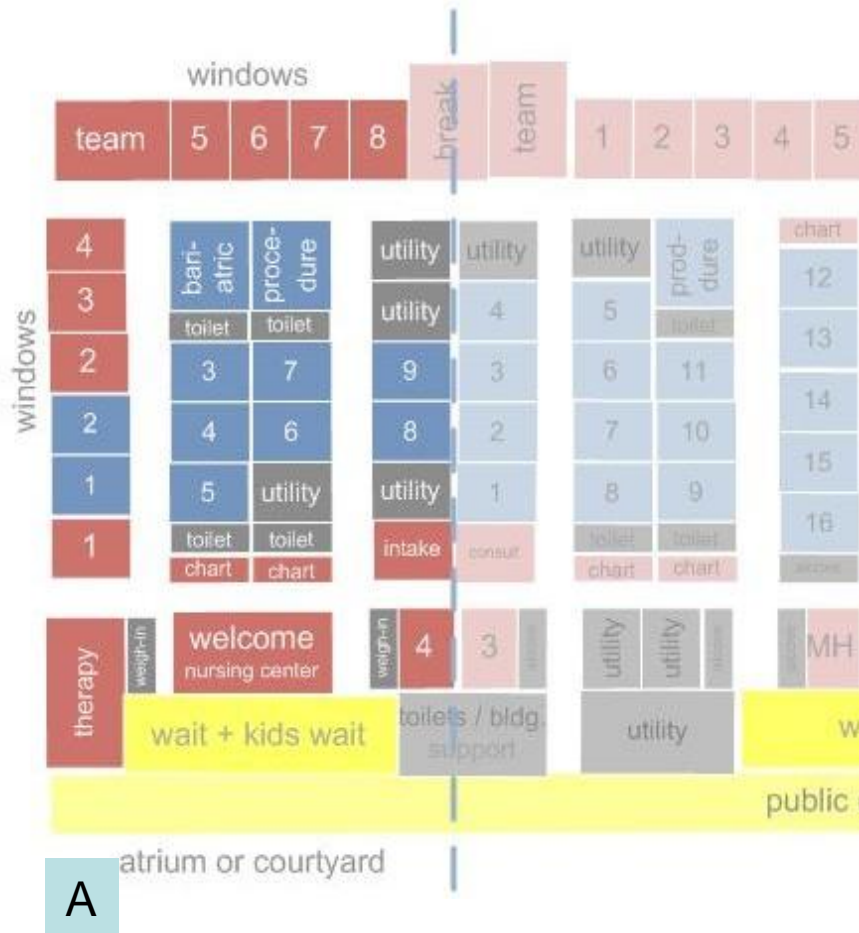 windows
break
team
team 5 6 7 8
1 2 3 4 5
windows
4
3
2
2
1
1
bari-
atric
toilet
3
4
5
toilet
chart
proce-
dure
toilet
7
6
utility
toilet
chart
utility
utility
9
8
utility
intake
utility
4
3
2
1
consult
utility
5
6
7
8
toilet
chart
prod-
dure
toilet
11
10
9
toilet
chart
chart
12
13
14
15
16
therapy
weigh-in
welcome
nursing center
weigh-in
4
3
utility
utility
MH
wait + kids wait
toilets / bldg.
support
utility
w
public
atrium or courtyard
A